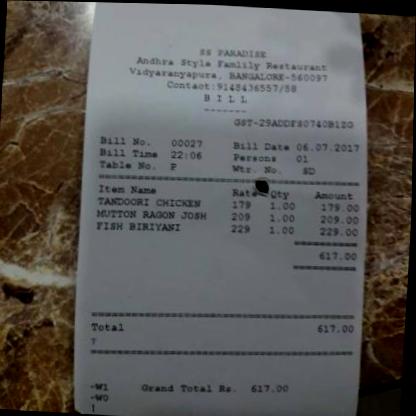 SS PARADISE
Andhra Style Famlily Restaurant
Vidyaranyapura, BANGALORE-560097
Contact:9148436557/58
B I L L
-------
GST-29ADDFS0740B1ZG
Bill No. 00027 Bill Date 06.07.2017
Bill Time 22:06 Persons 01
Table No. P Wtr. No. SD
Item Name Rate Qty Amount
TANDOORI CHICKEN 179 1.00 179.00
MUTTON RAGON JOSH 209 1.00 209.00
FISH BIRIYANI 229 1.00 229.00
617.00
Total 617.00
-W1 Grand Total Rs. 617.00
-W0